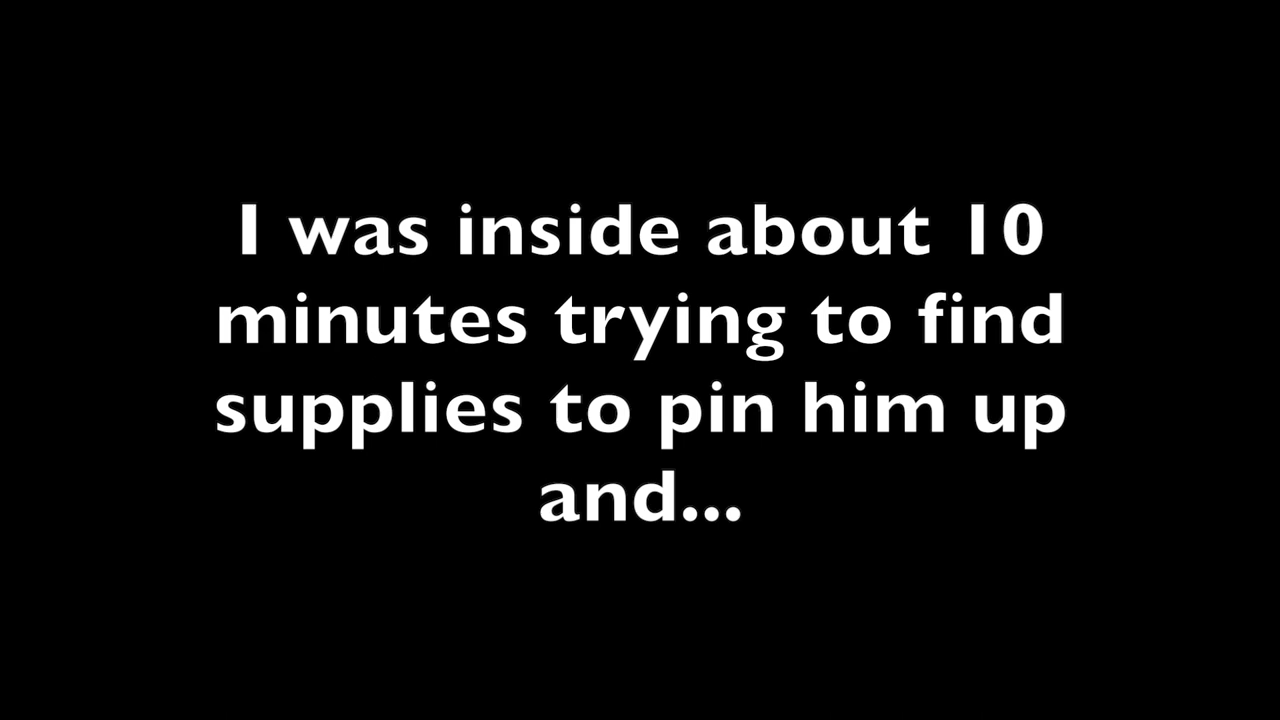 I was inside about 10
minutes trying to find
supplies to pin him up
and...